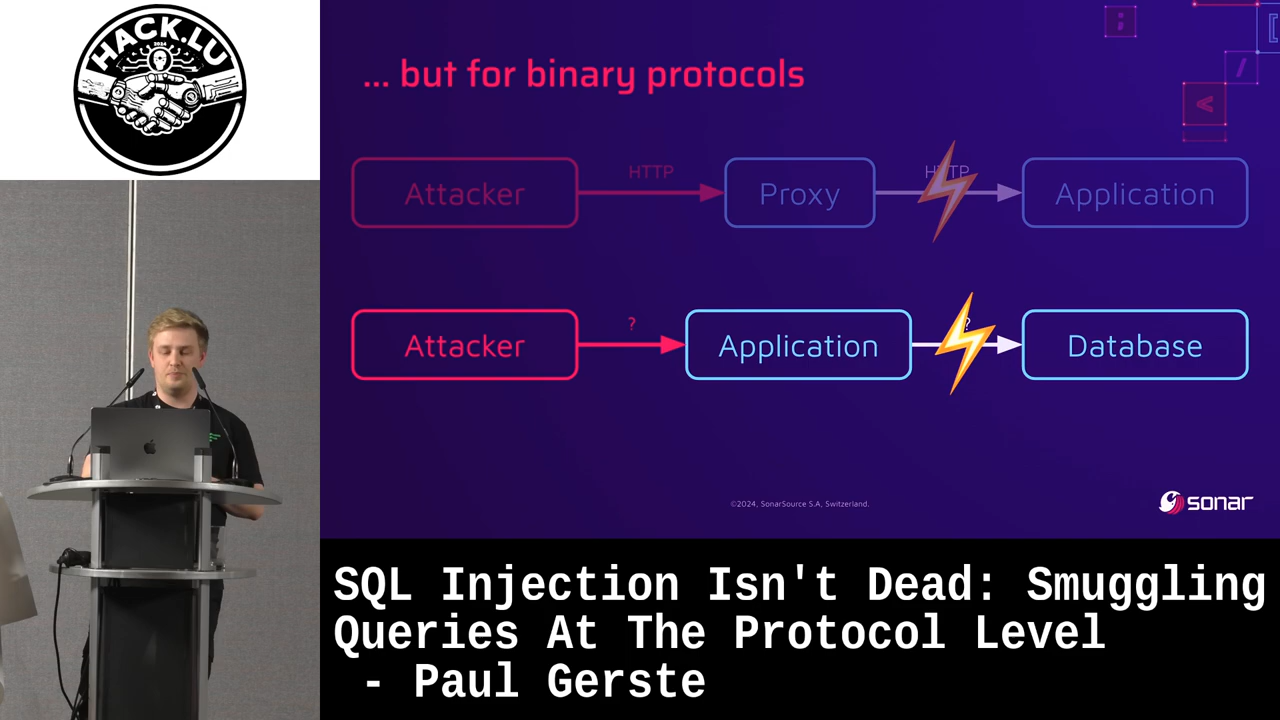 HACK.LU
2024
... but for binary protocols
;
[
/
<
Attacker
HTTP
Proxy
HTTP
Application
Attacker
?
Application
?
Database
©2024, SonarSource S.A, Switzerland.
sonar
SQL Injection Isn't Dead: Smuggling
Queries At The Protocol Level
- Paul Gerste